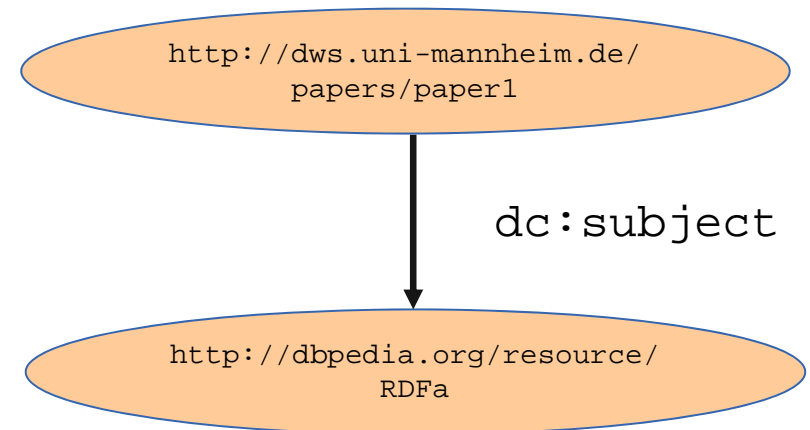 http://dws.uni-mannheim.de/
papers/paper1
dc:subject
http://dbpedia.org/resource/
RDFa